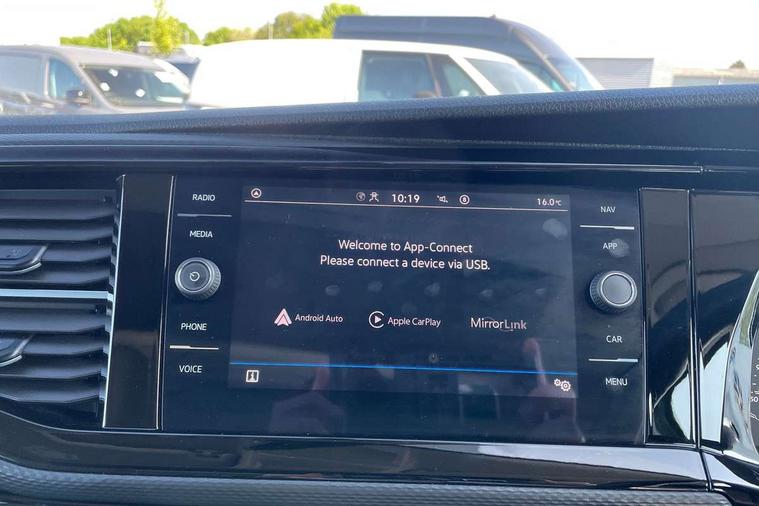 RADIO
MEDIA
PHONE
VOICE
10:19
16.0°C
Welcome to App-Connect
Please connect a device via USB.
Android Auto
Apple CarPlay
MirrorLink
NAV
APP
CAR
MENU